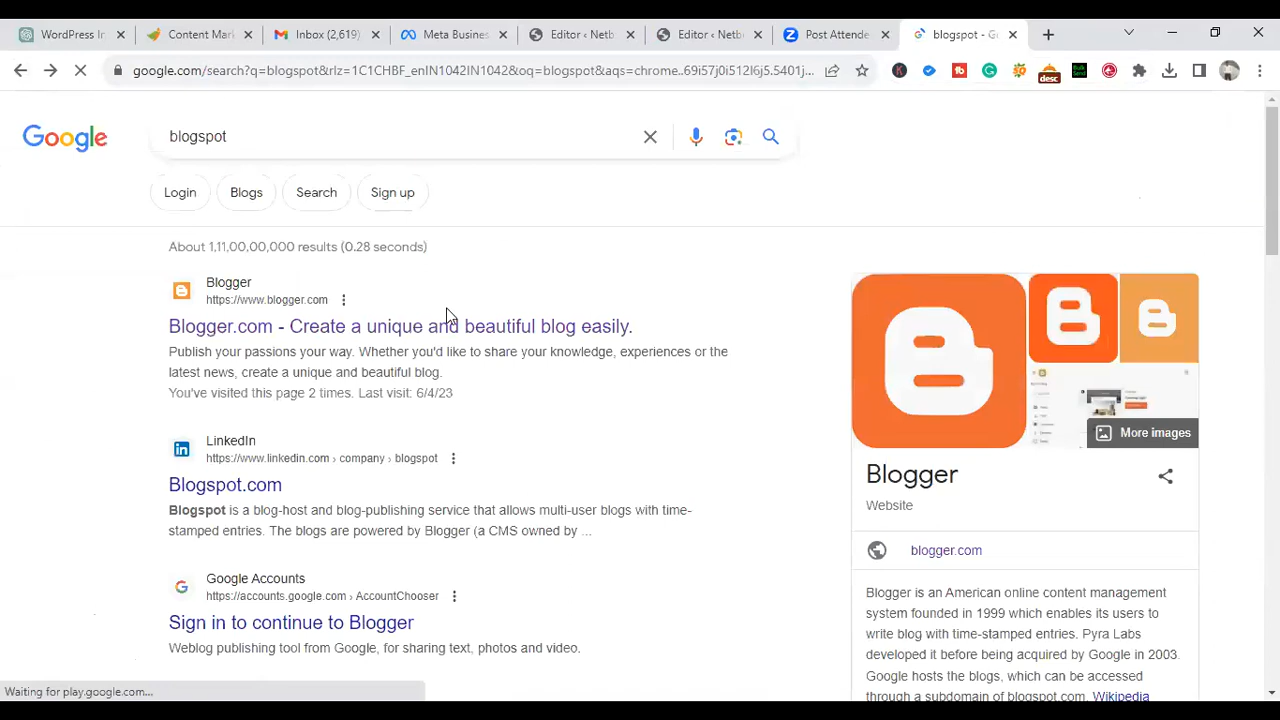 WordPress In
Content Mark
Inbox (2,619)
Meta Busines
Editor ‹ Netb
Editor ‹ Netb
Post Attende
blogspot - Go
google.com/search?q=blogspot&rlz=1C1CHBF_enIN1042IN1042&oq=blogspot&aqs=chrome..69i57j0i512l6j5.5401j...
desc
Bulk Send
Google
blogspot
Login
Blogs
Search
Sign up
About 1,11,00,00,000 results (0.28 seconds)
Blogger
https://www.blogger.com
Blogger.com - Create a unique and beautiful blog easily.
Publish your passions your way. Whether you'd like to share your knowledge, experiences or the
latest news, create a unique and beautiful blog.
You've visited this page 2 times. Last visit: 6/4/23
LinkedIn
https://www.linkedin.com › company › blogspot
Blogspot.com
Blogspot is a blog-host and blog-publishing service that allows multi-user blogs with time-
stamped entries. The blogs are powered by Blogger (a CMS owned by ...
Google Accounts
https://accounts.google.com › AccountChooser
Sign in to continue to Blogger
Weblog publishing tool from Google, for sharing text, photos and video.
More images
Blogger
Website
blogger.com
Blogger is an American online content management
system founded in 1999 which enables its users to
write blog with time-stamped entries. Pyra Labs
developed it before being acquired by Google in 2003.
Google hosts the blogs, which can be accessed
through a subdomain of blogspot.com. Wikipedia
Waiting for play.google.com...